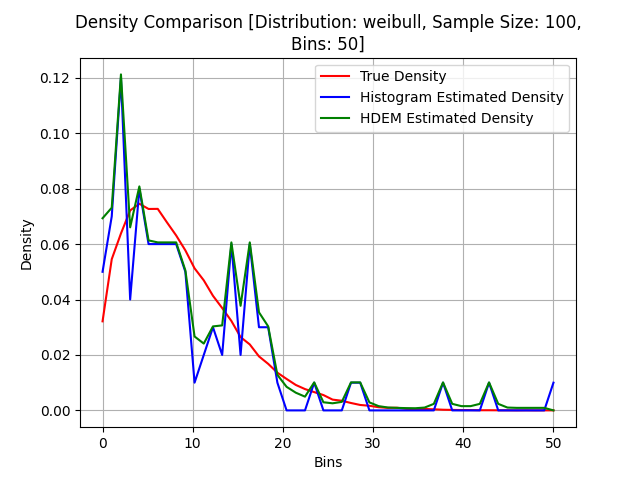 Density Comparison [Distribution: weibull, Sample Size: 100,
Bins: 50]
True Density
Histogram Estimated Density
HDEM Estimated Density
Density
0.12
0.10
0.08
0.06
0.04
0.02
0.00
0 10 20 30 40 50
Bins